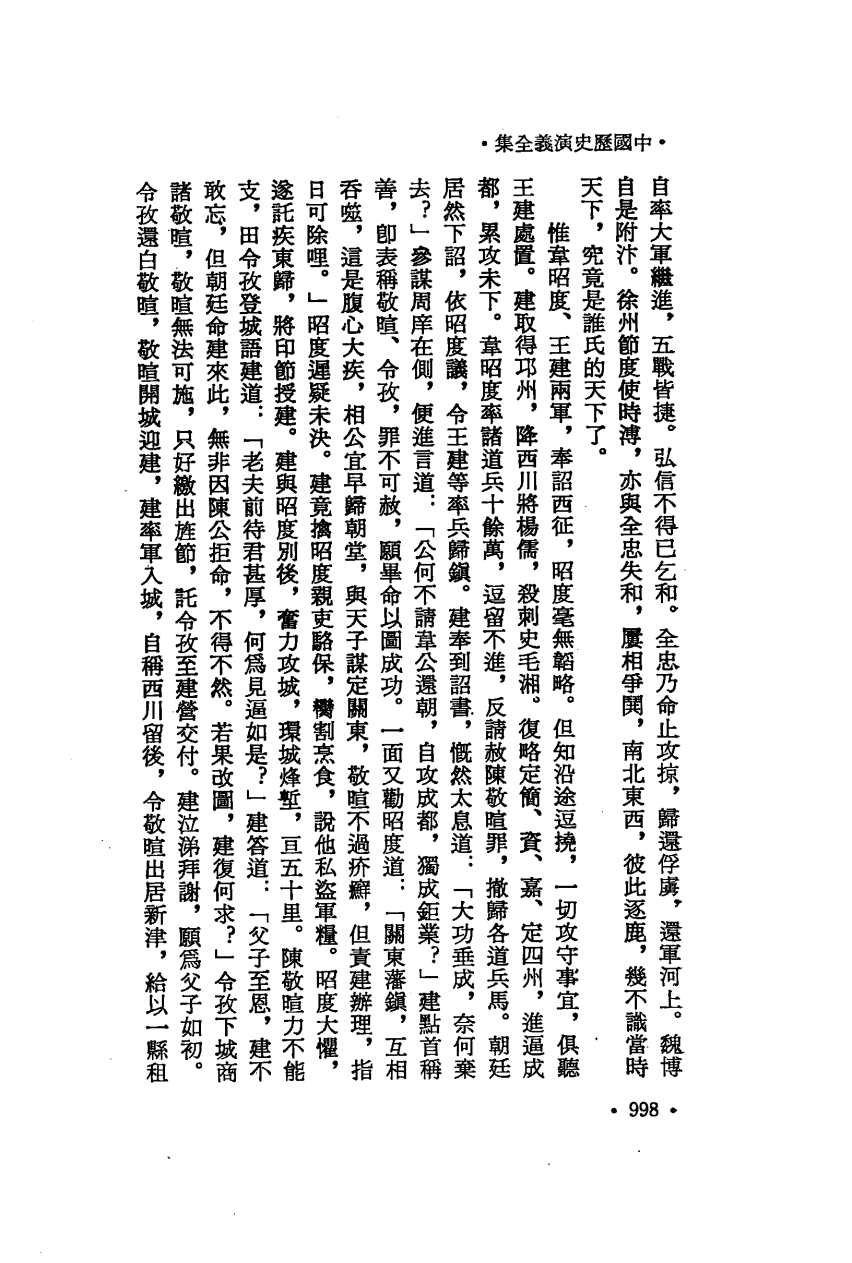 •中國歷史演義全集•
自率大軍繼進，五戰皆捷。弘信不得已乞和。全忠乃命止攻掠，歸還俘虜，還軍河上。魏博
自是附汴。徐州節度使時溥，亦與全忠失和，屢相爭鬨，南北東西，彼此逐鹿，幾不識當時
天下，究竟是誰氏的天下了。
惟韋昭度、王建兩軍，奉詔西征，昭度毫無韜略。但知沿途逗撓，一切攻守事宜，俱聽
王建處置。建取得邛州，降西川將楊儒，殺刺史毛湘。復略定簡、資、嘉、定四州，進逼成
都，累攻未下。韋昭度率諸道兵十餘萬，逗留不進，反請赦陳敬暄罪，撤歸各道兵馬。朝廷
居然下詔，依昭度議，令王建等率兵歸鎮。建奉到詔書，慨然太息道：「大功垂成，奈何棄
去？」參謀周庠在側，便進言道：「公何不請韋公還朝，自攻成都，獨成鉅業？」建點首稱
善，卽表稱敬暄、令孜，罪不可赦，願畢命以圖成功。一面又勸昭度道：「關東藩鎮，互相
吞噬，這是腹心大疾，相公宜早歸朝堂，與天子謀定關東，敬暄不過疥癬，但責建辦理，指
日可除哩。」昭度遲疑未決。建竟擒昭度親吏駱保，臠割烹食，說他私盜軍糧。昭度大懼，
遂託疾東歸，將印節授建。建與昭度別後，奮力攻城，環城烽塹，亘五十里。陳敬暄力不能
支，田令孜登城語建道：「老夫前待君甚厚，何爲見逼如是？」建答道：「父子至恩，建不
敢忘，但朝廷命建來此，無非因陳公拒命，不得不然。若果改圖，建復何求？」令孜下城商
諸敬暄，敬暄無法可施，只好繳出旌節，託令孜至建營交付。建泣涕拜謝，願爲父子如初。
令孜還白敬暄，敬暄開城迎建，建率軍入城，自稱西川留後，令敬暄出居新津，給以一縣租
•998•